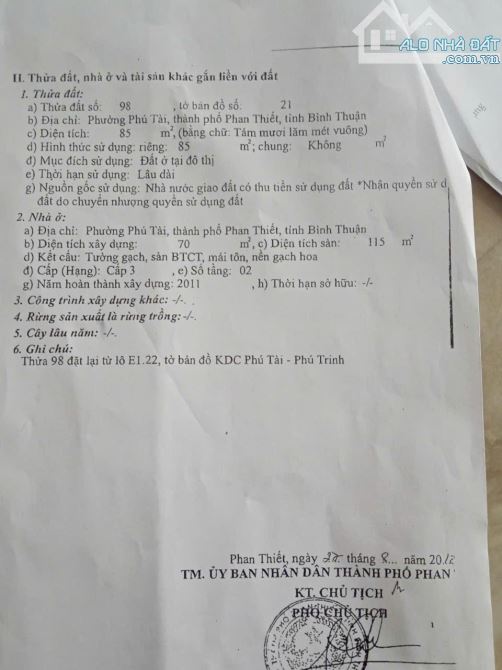 ALO NHÀ ĐẤT
.com.vn
II. Thửa đất, nhà ở và tài sản khác gắn liền với đất
1. Thửa đất:
a) Thửa đất số: 98 , tờ bản đồ số: 21
b) Địa chỉ: Phường Phú Tài, thành phố Phan Thiết, tỉnh Bình Thuận
c) Diện tích: 85 m², (bằng chữ: Tám mươi lăm mét vuông)
d) Hình thức sử dụng: riêng: 85 m²; chung: Không m²
đ) Mục đích sử dụng: Đất ở tại đô thị
e) Thời hạn sử dụng: Lâu dài
g) Nguồn gốc sử dụng: Nhà nước giao đất có thu tiền sử dụng đất *Nhận quyền sử d
đất do chuyển nhượng quyền sử dụng đất
2. Nhà ở:
a) Địa chỉ: Phường Phú Tài, thành phố Phan Thiết, tỉnh Bình Thuận
b) Diện tích xây dựng: 70 m², c) Diện tích sàn: 115 m²
d) Kết cấu: Tường gạch, sàn BTCT, mái tôn, nền gạch hoa
đ) Cấp (Hạng): Cấp 3 , e) Số tầng: 02
g) Năm hoàn thành xây dựng: 2011 , h) Thời hạn sở hữu: -/-
3. Công trình xây dựng khác: -/-.
4. Rừng sản xuất là rừng trồng:-/-.
5. Cây lâu năm: -/-.
6. Ghi chú:
Thửa 98 đặt lại từ lô E1.22, tờ bản đồ KDC Phú Tài - Phú Trinh
Phan Thiết, ngày 22 tháng 8... năm 2012
TM. ỦY BAN NHÂN DÂN THÀNH PHỐ PHAN
KT. CHỦ TỊCH
PHÓ CHỦ TỊCH